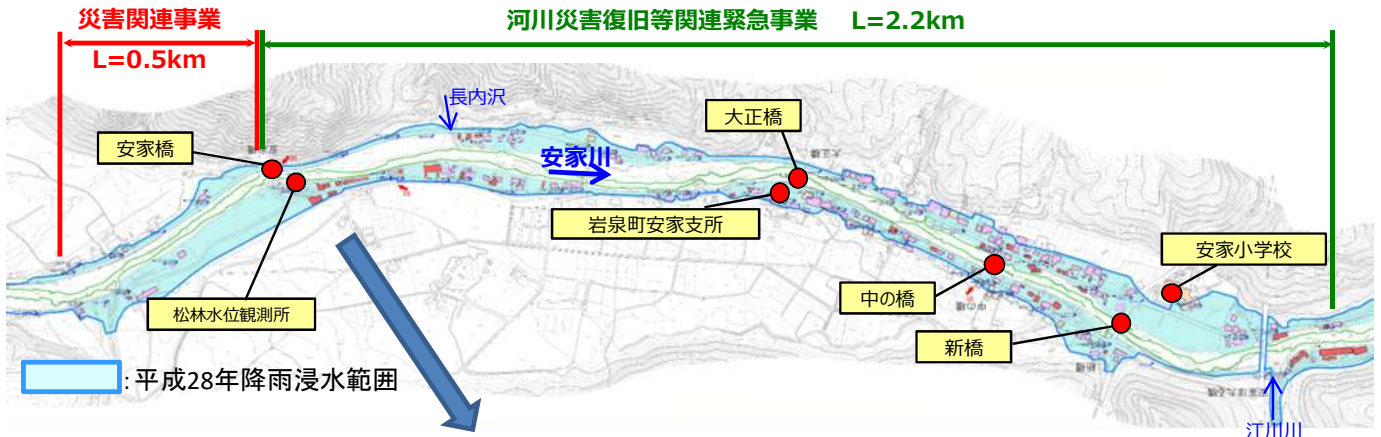 災害関連事業
L=0.5km
河川災害復旧等関連緊急事業 L=2.2km
長内沢
大正橋
安家橋
安家川
岩泉町安家支所
安家小学校
中の橋
松林水位観測所
新橋
:平成28年降雨浸水範囲
江川川